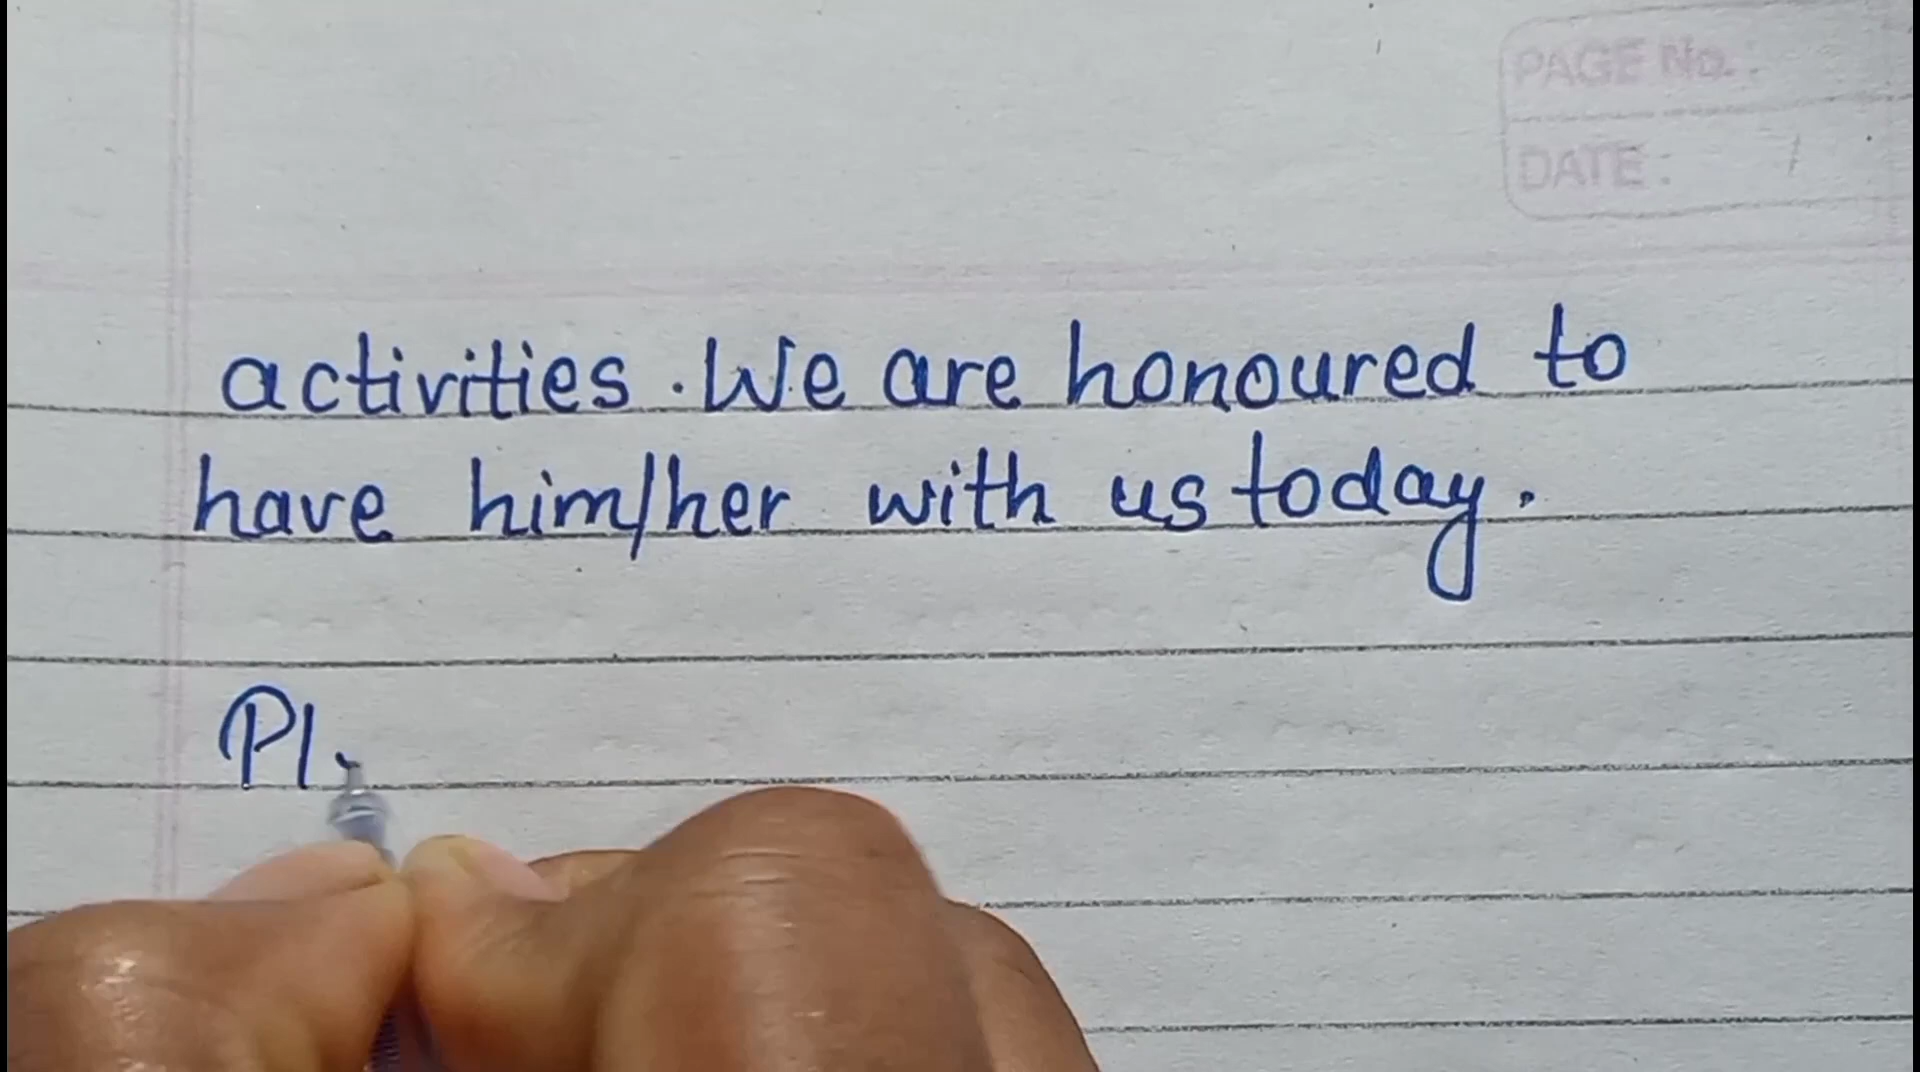 PAGE No.:
DATE: /
activities. We are honoured to
have him/her with us today.
Pl